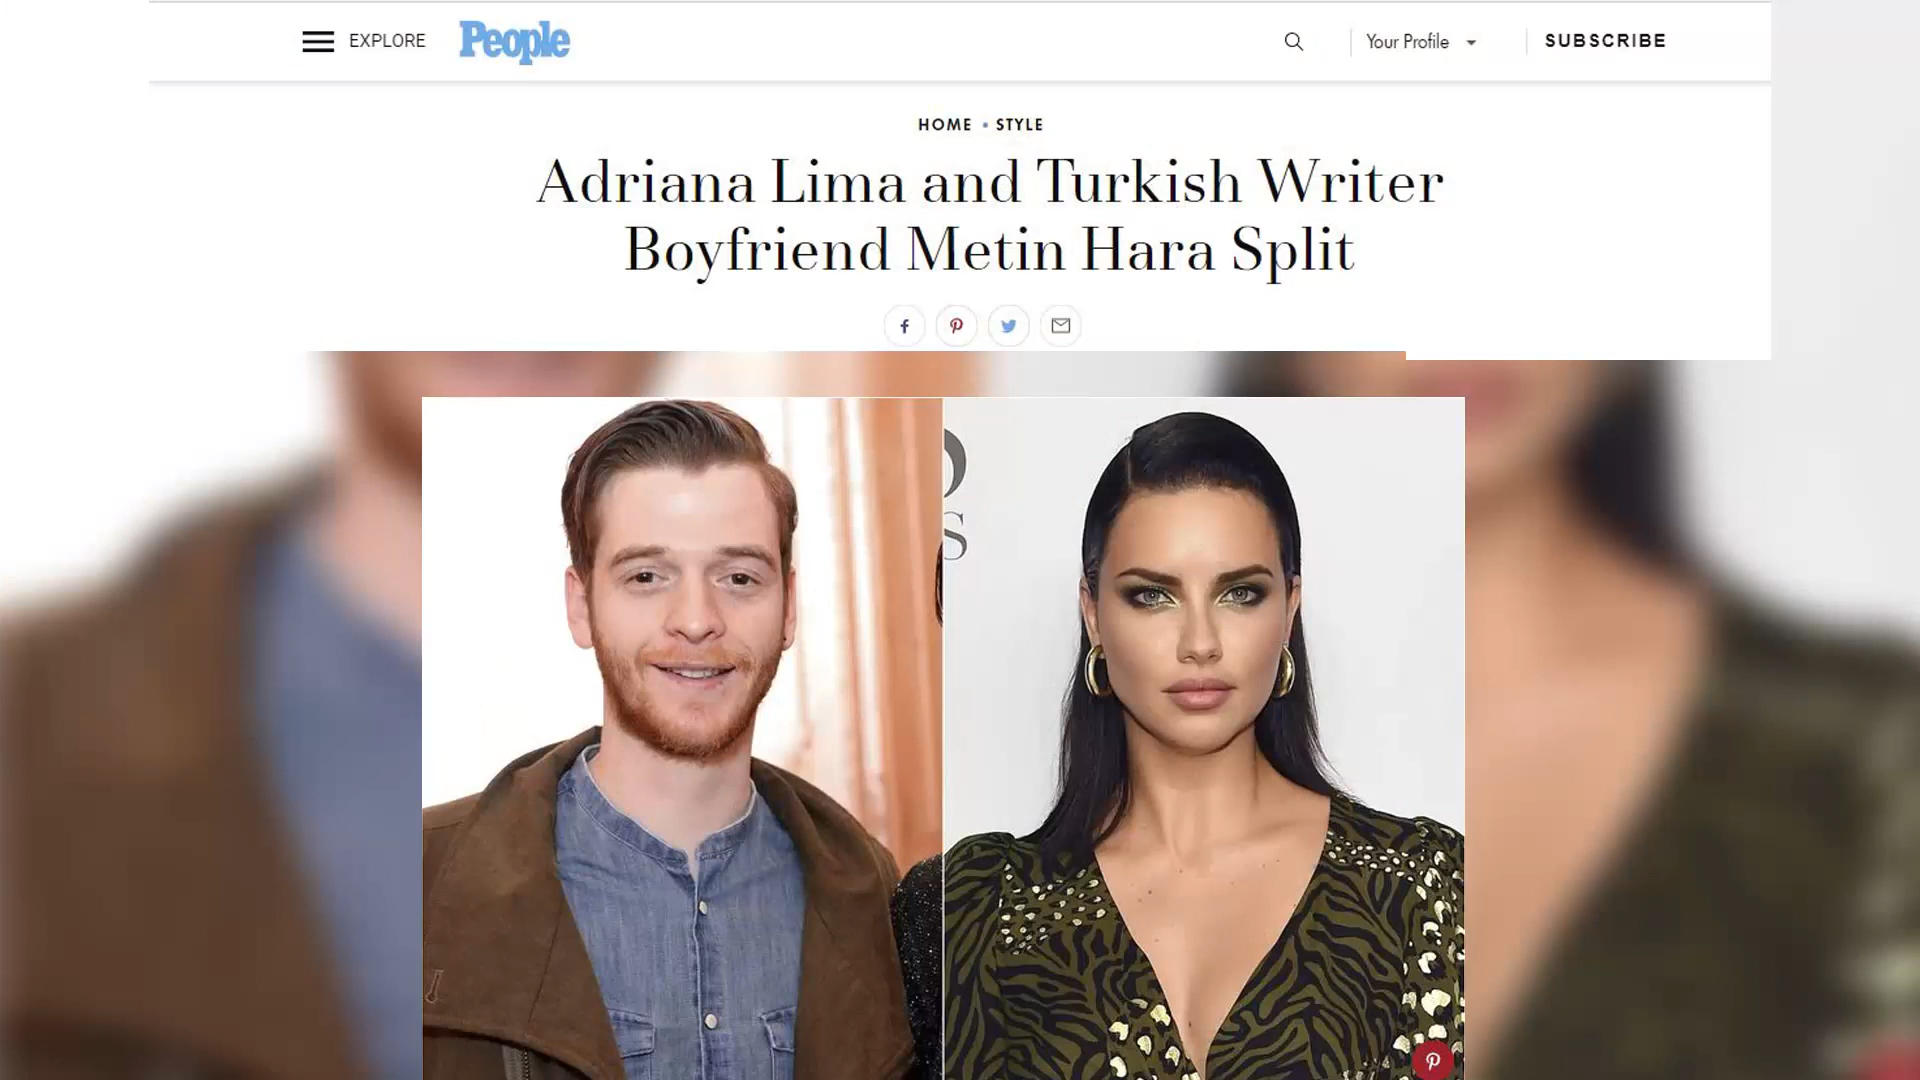 EXPLORE
People
Your Profile
SUBSCRIBE
HOME • STYLE
Adriana Lima and Turkish Writer
Boyfriend Metin Hara Split
S